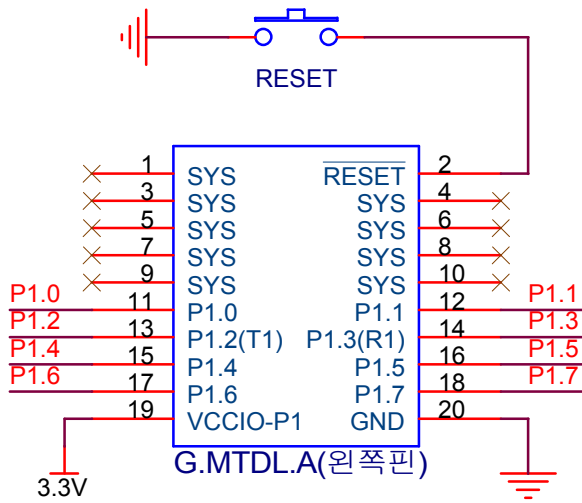 RESET
1 SYS RESET 2
3 SYS SYS 4
5 SYS SYS 6
7 SYS SYS 8
9 SYS SYS 10
P1.0 11 P1.0 P1.1 12 P1.1
P1.2 13 P1.2(T1) P1.3(R1) 14 P1.3
P1.4 15 P1.4 P1.5 16 P1.5
P1.6 17 P1.6 P1.7 18 P1.7
19 VCCIO-P1 GND 20
G.MTDL.A(왼쪽핀)
3.3V